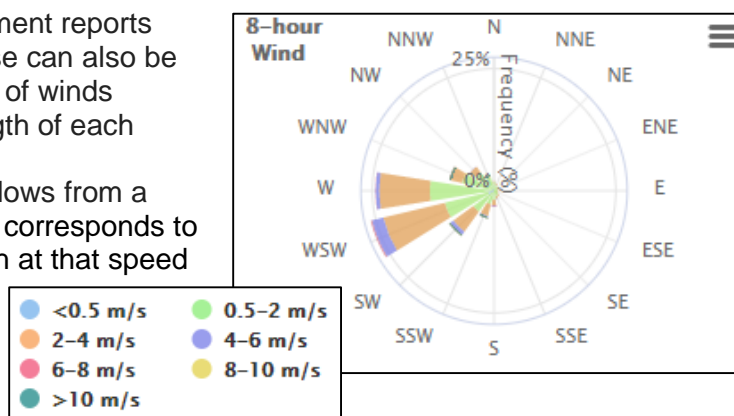 ment reports
se can also be
of winds
gth of each
lows from a
corresponds to
n at that speed
8-hour
Wind
N
NNE
NE
ENE
E
ESE
SE
SSE
S
SSW
SW
WSW
W
WNW
NW
NNW
25%
0%
Frequency (%)
<0.5 m/s
0.5-2 m/s
2-4 m/s
4-6 m/s
6-8 m/s
8-10 m/s
>10 m/s